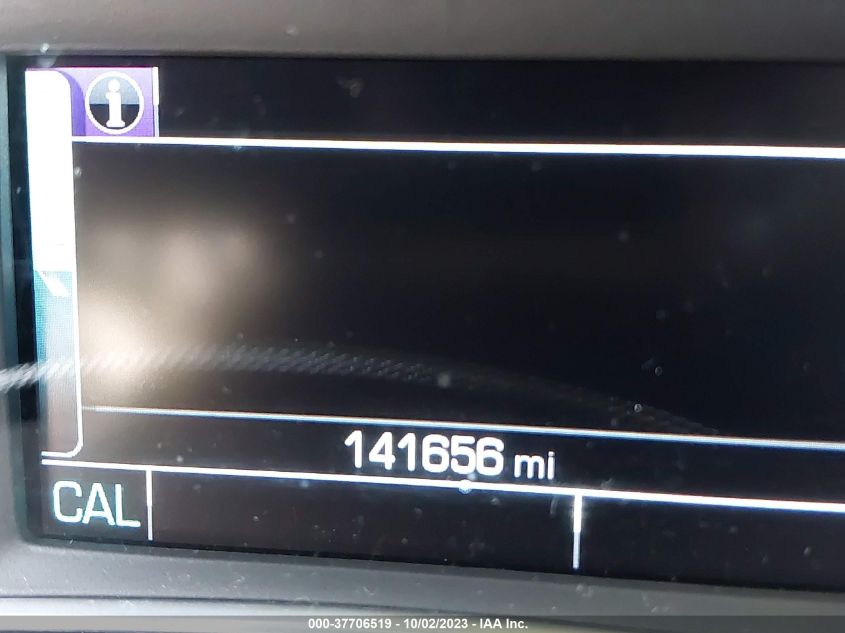 i
141656 mi
CAL
000-37706519 - 10/02/2023 - IAA Inc.